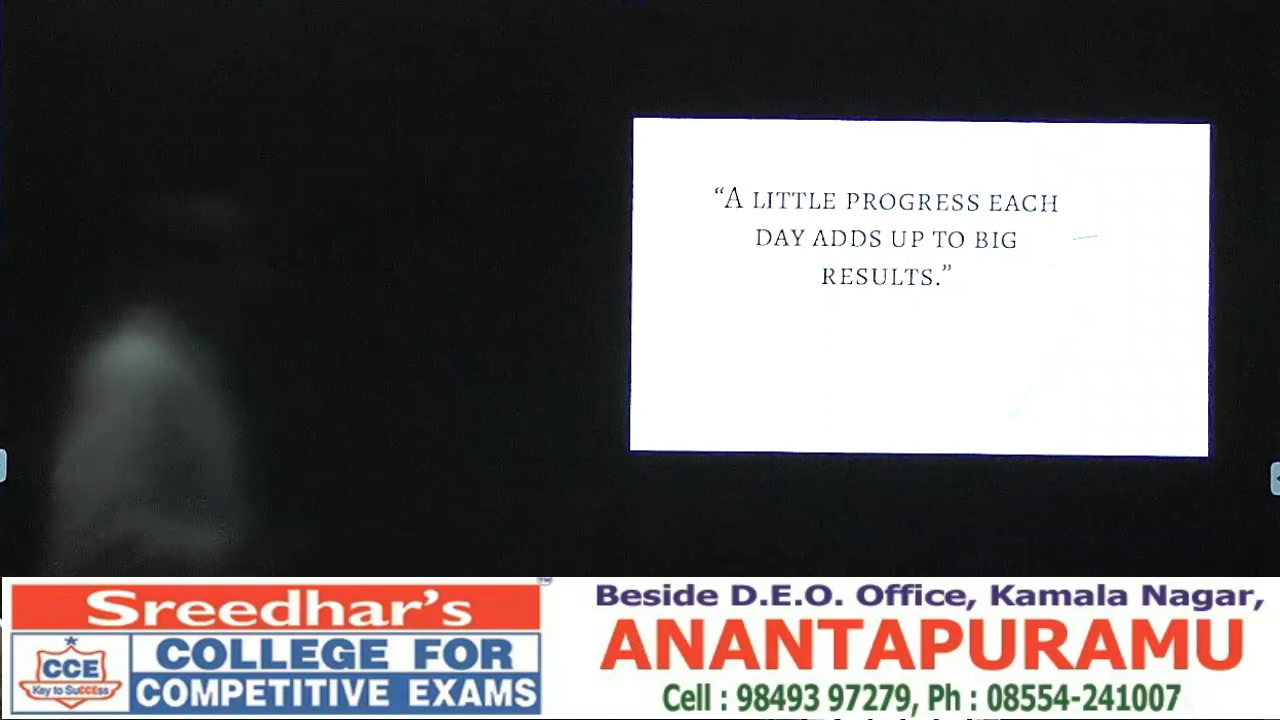 “A LITTLE PROGRESS EACH
DAY ADDS UP TO BIG
RESULTS.”
Sreedhar's
TM
CCE
Key to SuCCEss
COLLEGE FOR
COMPETITIVE EXAMS
Beside D.E.O. Office, Kamala Nagar,
ANANTAPURAMU
Cell : 98493 97279, Ph : 08554-241007